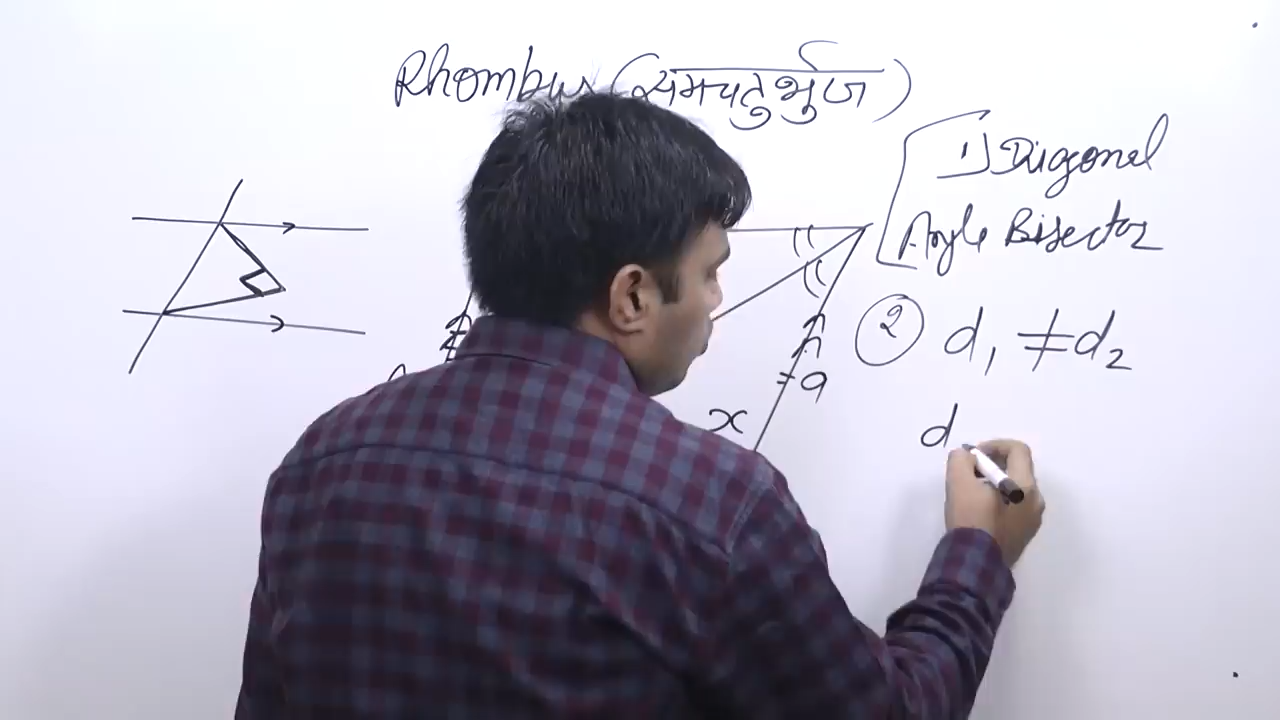 Rhombus (समचतुर्भुज)
1) Diagonal
Angle Bisector
② d₁ ≠ d₂
x
a
d